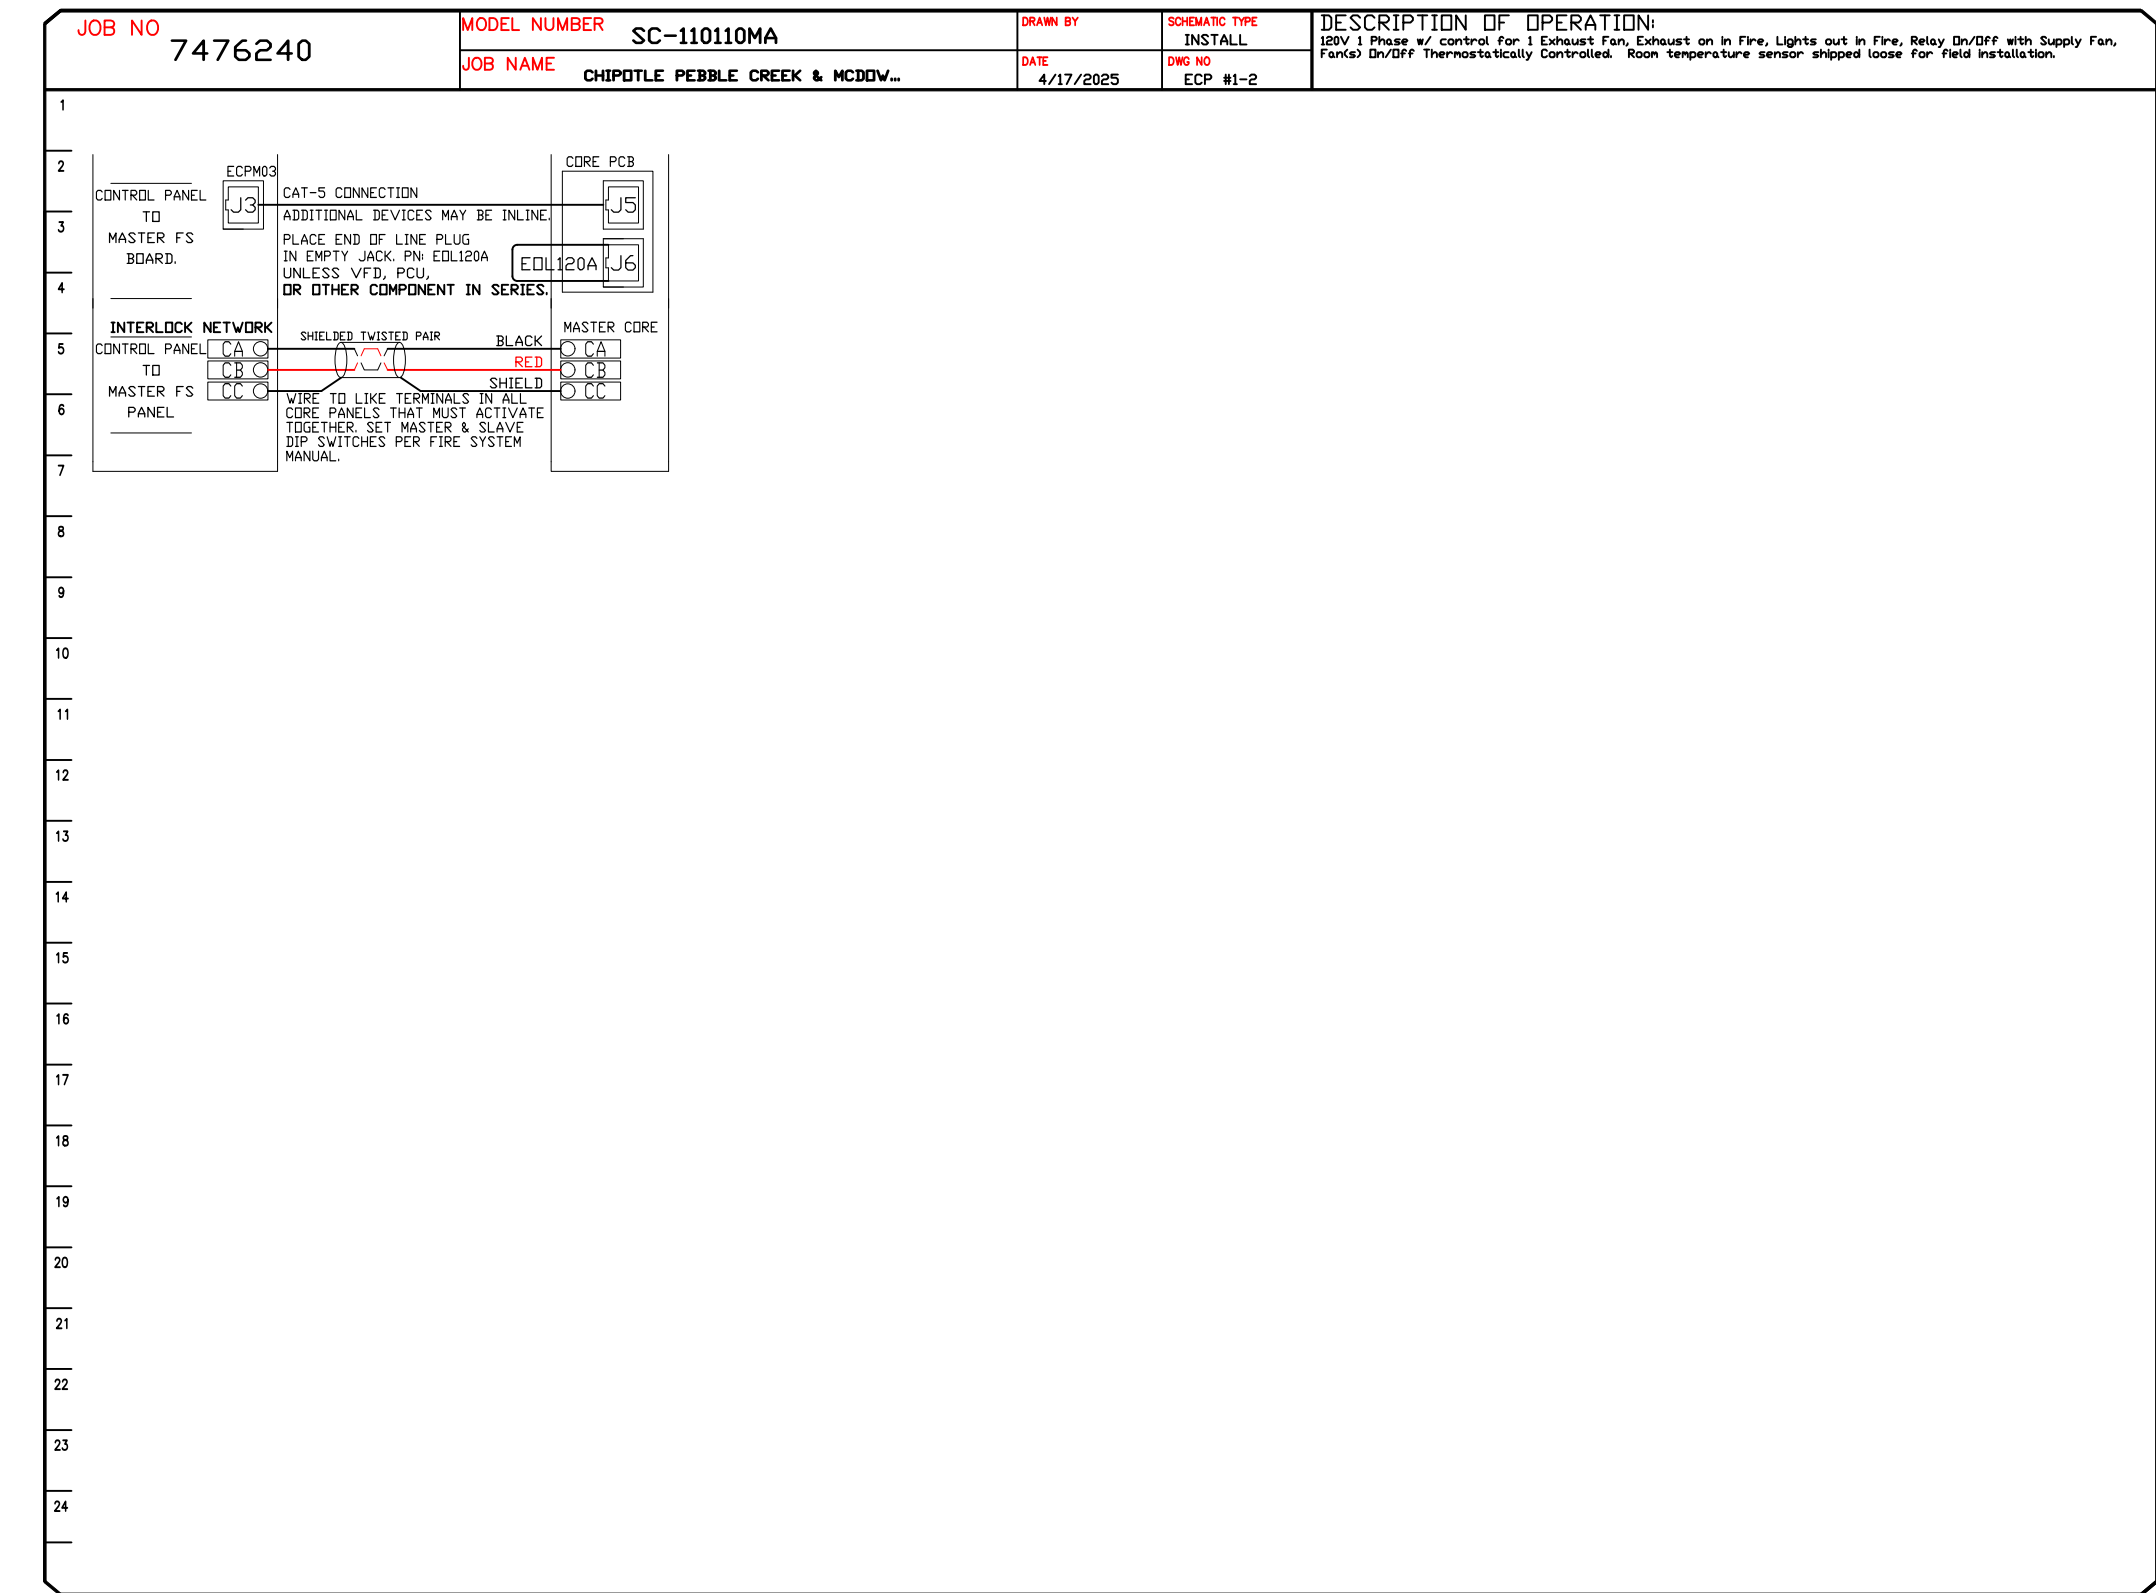 JOB NO
7476240
MODEL NUMBER
SC-110110MA
JOB NAME
CHIPOTLE PEBBLE CREEK & MCDOW...
DRAWN BY
DATE
4/17/2025
SCHEMATIC TYPE
INSTALL
DWG NO
ECP #1-2
DESCRIPTION OF OPERATION:
120V 1 Phase w/ control for 1 Exhaust Fan, Exhaust on in Fire, Lights out in Fire, Relay On/Off with Supply Fan,
Fan(s) On/Off Thermostatically Controlled. Room temperature sensor shipped loose for field installation.
1
2
3
4
5
6
7
8
9
10
11
12
13
14
15
16
17
18
19
20
21
22
23
24
CONTROL PANEL
TO
MASTER FS
BOARD.
ECPM03
J3
CAT-5 CONNECTION
ADDITIONAL DEVICES MAY BE INLINE.
PLACE END OF LINE PLUG
IN EMPTY JACK. PN: EOL120A
UNLESS VFD, PCU,
OR OTHER COMPONENT IN SERIES.
CORE PCB
J5
EOL120A
J6
INTERLOCK NETWORK
CONTROL PANEL
TO
MASTER FS
PANEL
CA
CB
CC
SHIELDED TWISTED PAIR
BLACK
RED
SHIELD
WIRE TO LIKE TERMINALS IN ALL
CORE PANELS THAT MUST ACTIVATE
TOGETHER. SET MASTER & SLAVE
DIP SWITCHES PER FIRE SYSTEM
MANUAL.
MASTER CORE
CA
CB
CC